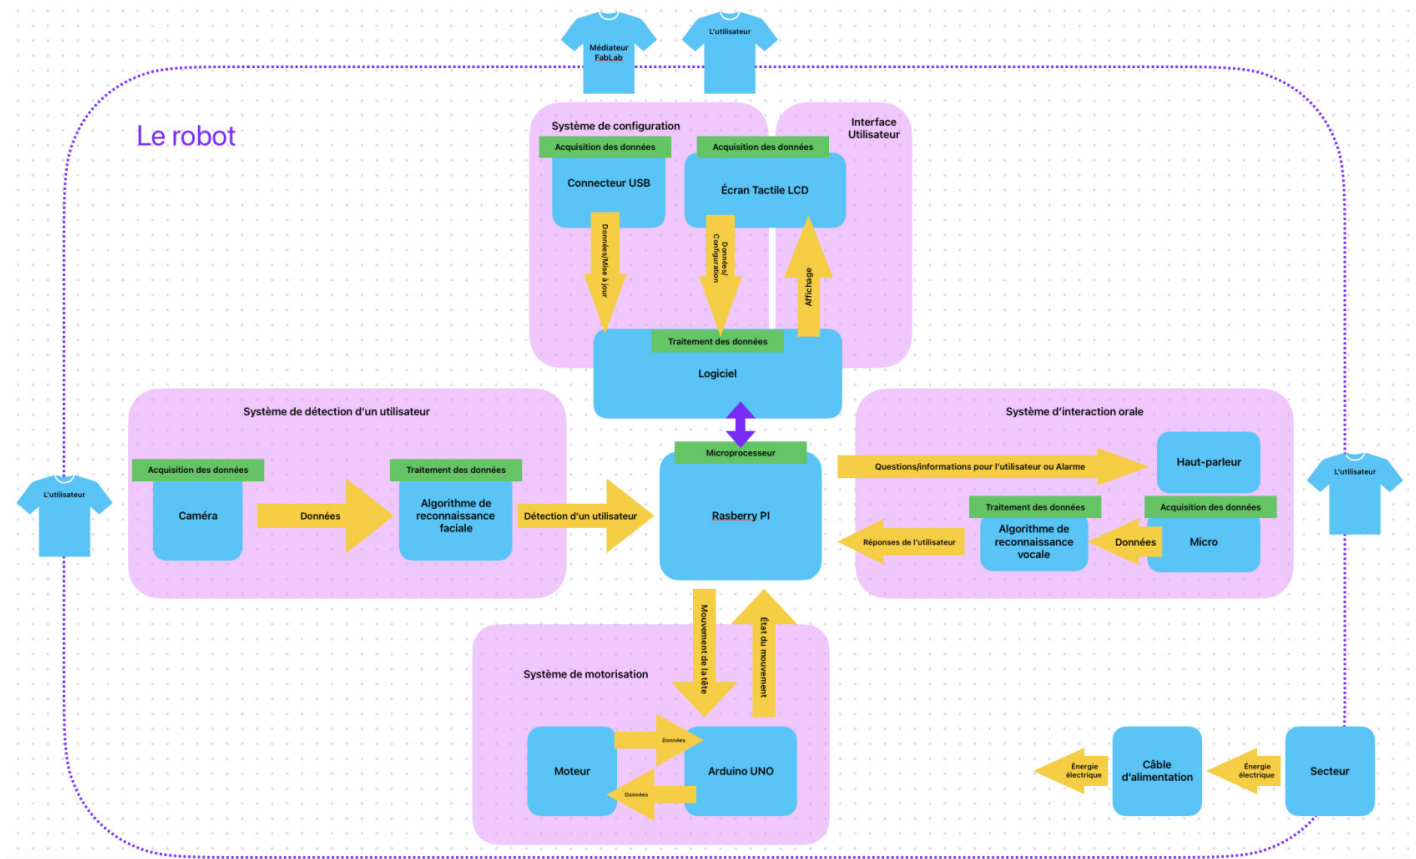 Médiateur
FabLab
L'utilisateur
Le robot
Système de configuration
Interface
Utilisateur
Acquisition des données
Connecteur USB
Acquisition des données
Écran Tactile LCD
Données/Mise à jour
Données/
Configuration
Affichage
Traitement des données
Logiciel
Système de détection d'un utilisateur
L'utilisateur
Acquisition des données
Caméra
Données
Traitement des données
Algorithme de
reconnaissance
faciale
Détection d'un utilisateur
Microprocesseur
Rasberry PI
Système d'interaction orale
Questions/informations pour l'utilisateur ou Alarme
Haut-parleur
Réponses de l'utilisateur
Traitement des données
Algorithme de
reconnaissance
vocale
Données
Acquisition des données
Micro
L'utilisateur
Mouvement de la tête
État du mouvement
Système de motorisation
Moteur
Données
Données
Arduino UNO
Énergie
électrique
Câble
d'alimentation
Énergie
électrique
Secteur